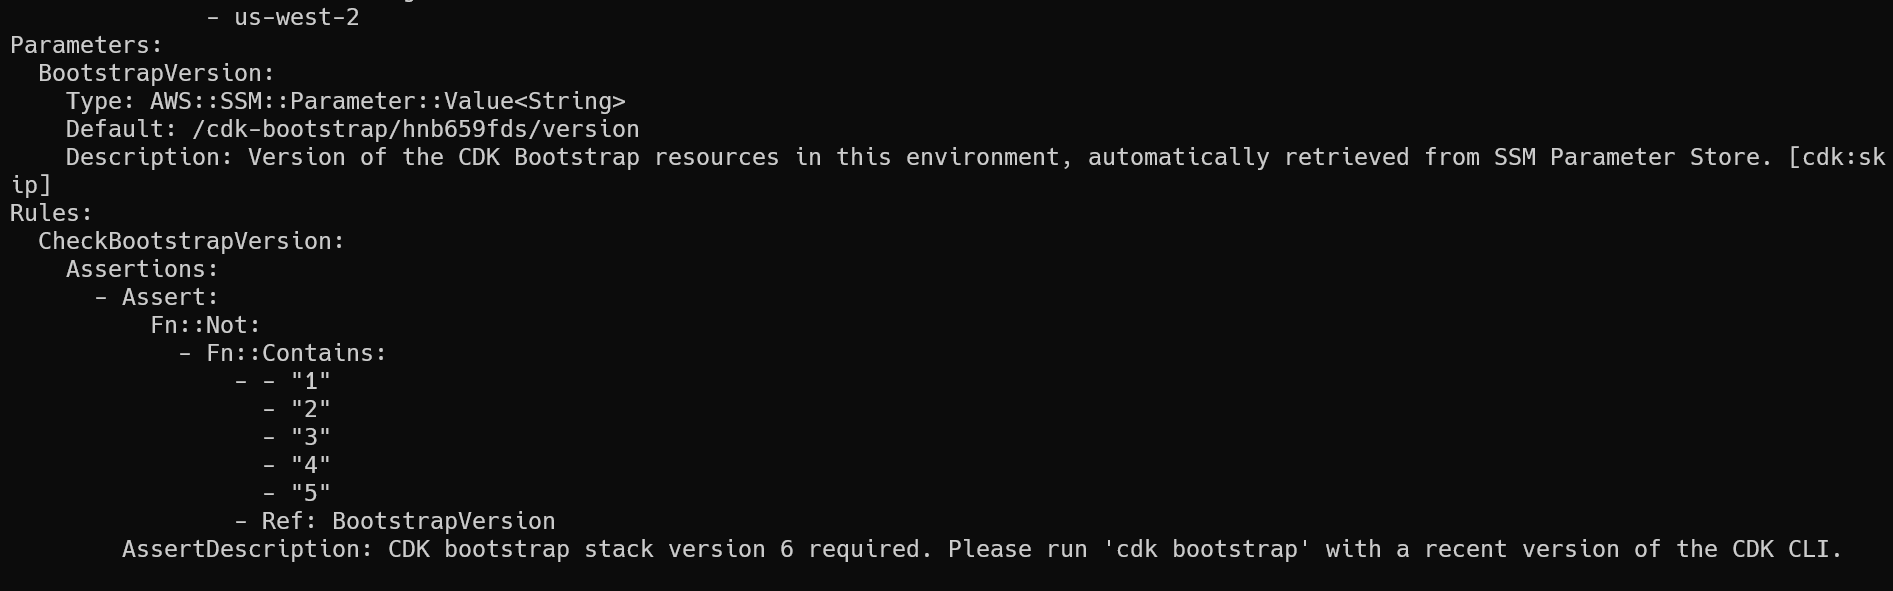 - us-west-2
Parameters:
  BootstrapVersion:
    Type: AWS::SSM::Parameter::Value<String>
    Default: /cdk-bootstrap/hnb659fds/version
    Description: Version of the CDK Bootstrap resources in this environment, automatically retrieved from SSM Parameter Store. [cdk:sk
ip]
Rules:
  CheckBootstrapVersion:
    Assertions:
      - Assert:
          Fn::Not:
            - Fn::Contains:
                - - "1"
                  - "2"
                  - "3"
                  - "4"
                  - "5"
                - Ref: BootstrapVersion
        AssertDescription: CDK bootstrap stack version 6 required. Please run 'cdk bootstrap' with a recent version of the CDK CLI.